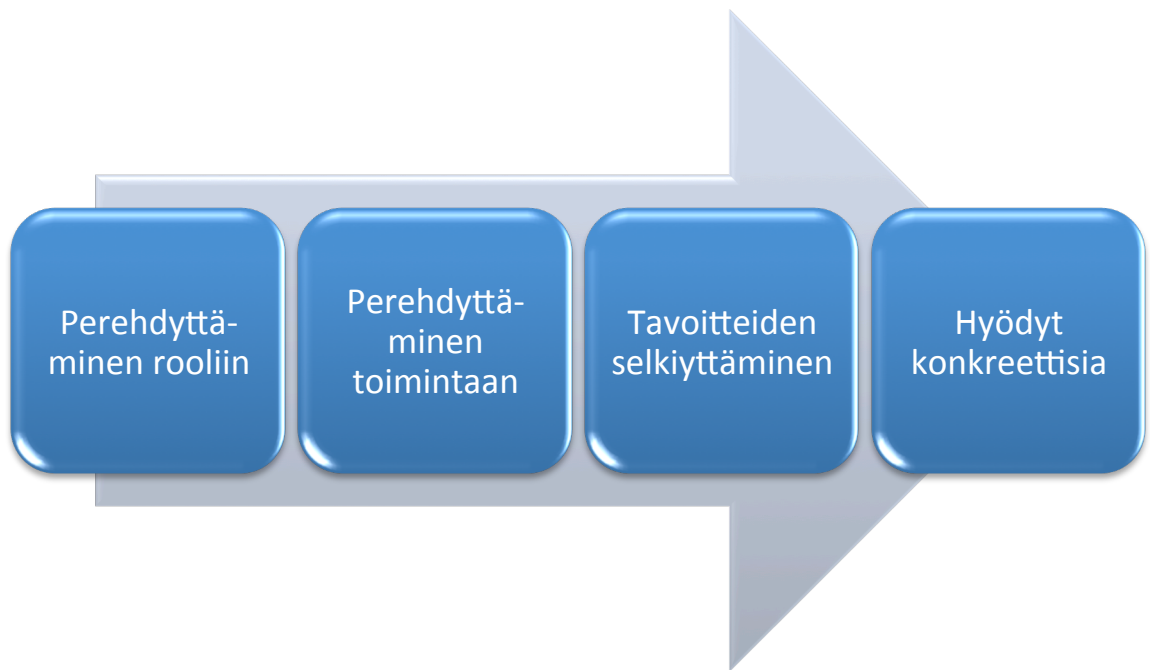 Perehdyttä-
minen rooliin
Perehdyttä-
minen
toimintaan
Tavoitteiden
selkiyttäminen
Hyödyt
konkreettisia